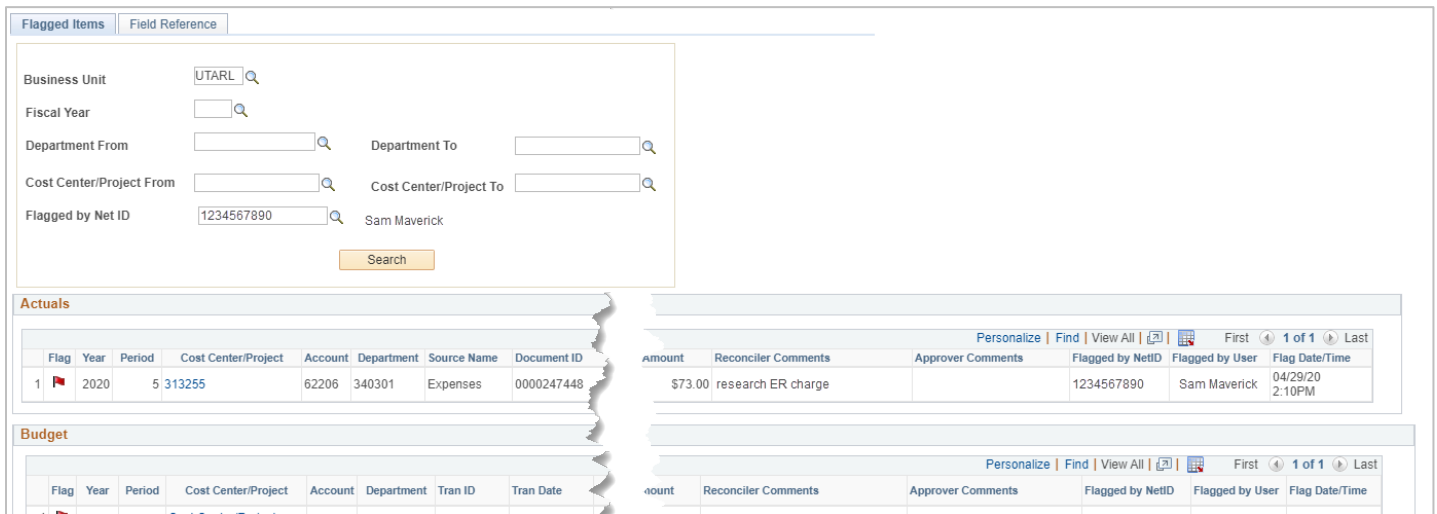 Flagged Items Field Reference
Business Unit UTARL
Fiscal Year
Department From Department To
Cost Center/Project From Cost Center/Project To
Flagged by Net ID 1234567890 Sam Maverick
Search
Actuals
Personalize | Find | View All | | First 1 of 1 Last
Flag Year Period Cost Center/Project Account Department Source Name Document ID Amount Reconciler Comments Approver Comments Flagged by NetID Flagged by User Flag Date/Time
1 2020 5 313255 62206 340301 Expenses 0000247448 $73.00 research ER charge 1234567890 Sam Maverick 04/29/20
2:10PM
Budget
Personalize | Find | View All | | First 1 of 1 Last
Flag Year Period Cost Center/Project Account Department Tran ID Tran Date mount Reconciler Comments Approver Comments Flagged by NetID Flagged by User Flag Date/Time